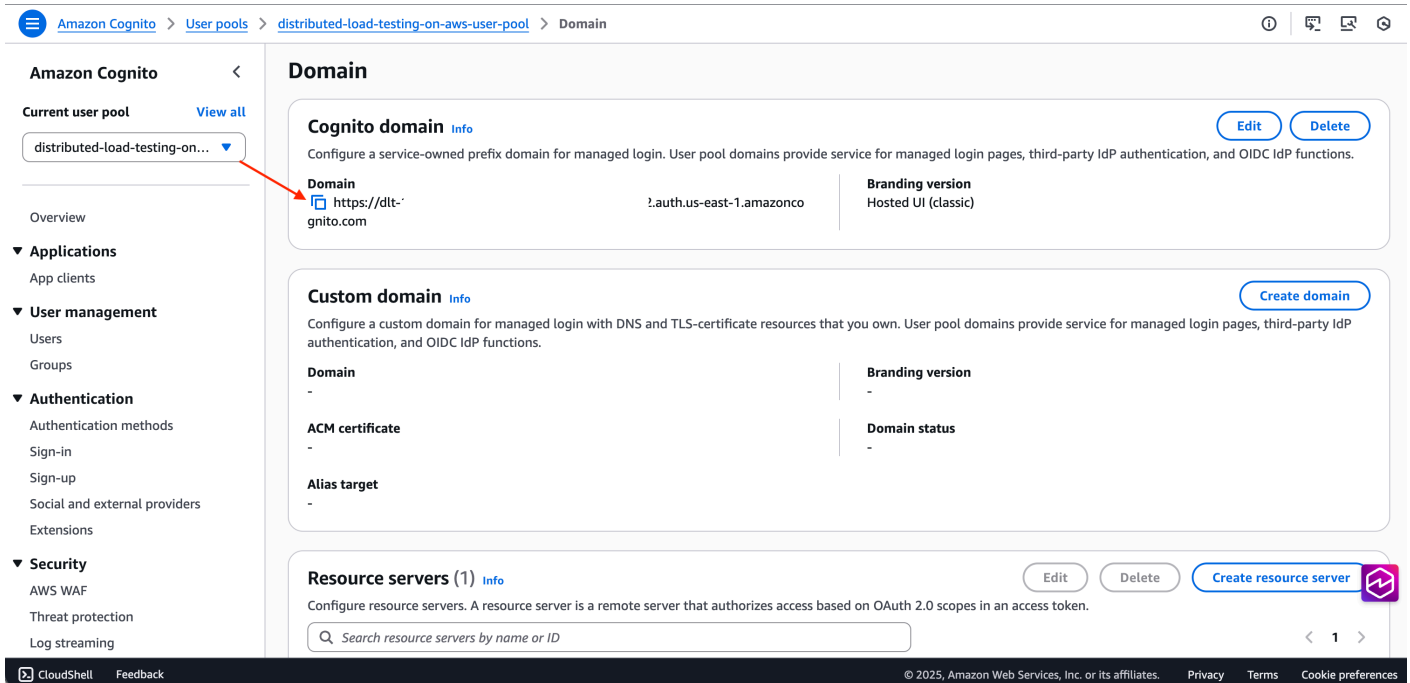 Amazon Cognito > User pools > distributed-load-testing-on-aws-user-pool > Domain
Amazon Cognito
Current user pool View all
distributed-load-testing-on...
Overview
Applications
App clients
User management
Users
Groups
Authentication
Authentication methods
Sign-in
Sign-up
Social and external providers
Extensions
Security
AWS WAF
Threat protection
Log streaming
Domain
Cognito domain Info
Edit Delete
Configure a service-owned prefix domain for managed login. User pool domains provide service for managed login pages, third-party IdP authentication, and OIDC IdP functions.
Domain
https://dlt- .auth.us-east-1.amazonco
gnito.com
Branding version
Hosted UI (classic)
Custom domain Info
Create domain
Configure a custom domain for managed login with DNS and TLS-certificate resources that you own. User pool domains provide service for managed login pages, third-party IdP
authentication, and OIDC IdP functions.
Domain
-
Branding version
-
ACM certificate
-
Domain status
-
Alias target
-
Resource servers (1) Info
Edit Delete Create resource server
Configure resource servers. A resource server is a remote server that authorizes access based on OAuth 2.0 scopes in an access token.
Search resource servers by name or ID
< 1 >
CloudShell Feedback
© 2025, Amazon Web Services, Inc. or its affiliates. Privacy Terms Cookie preferences